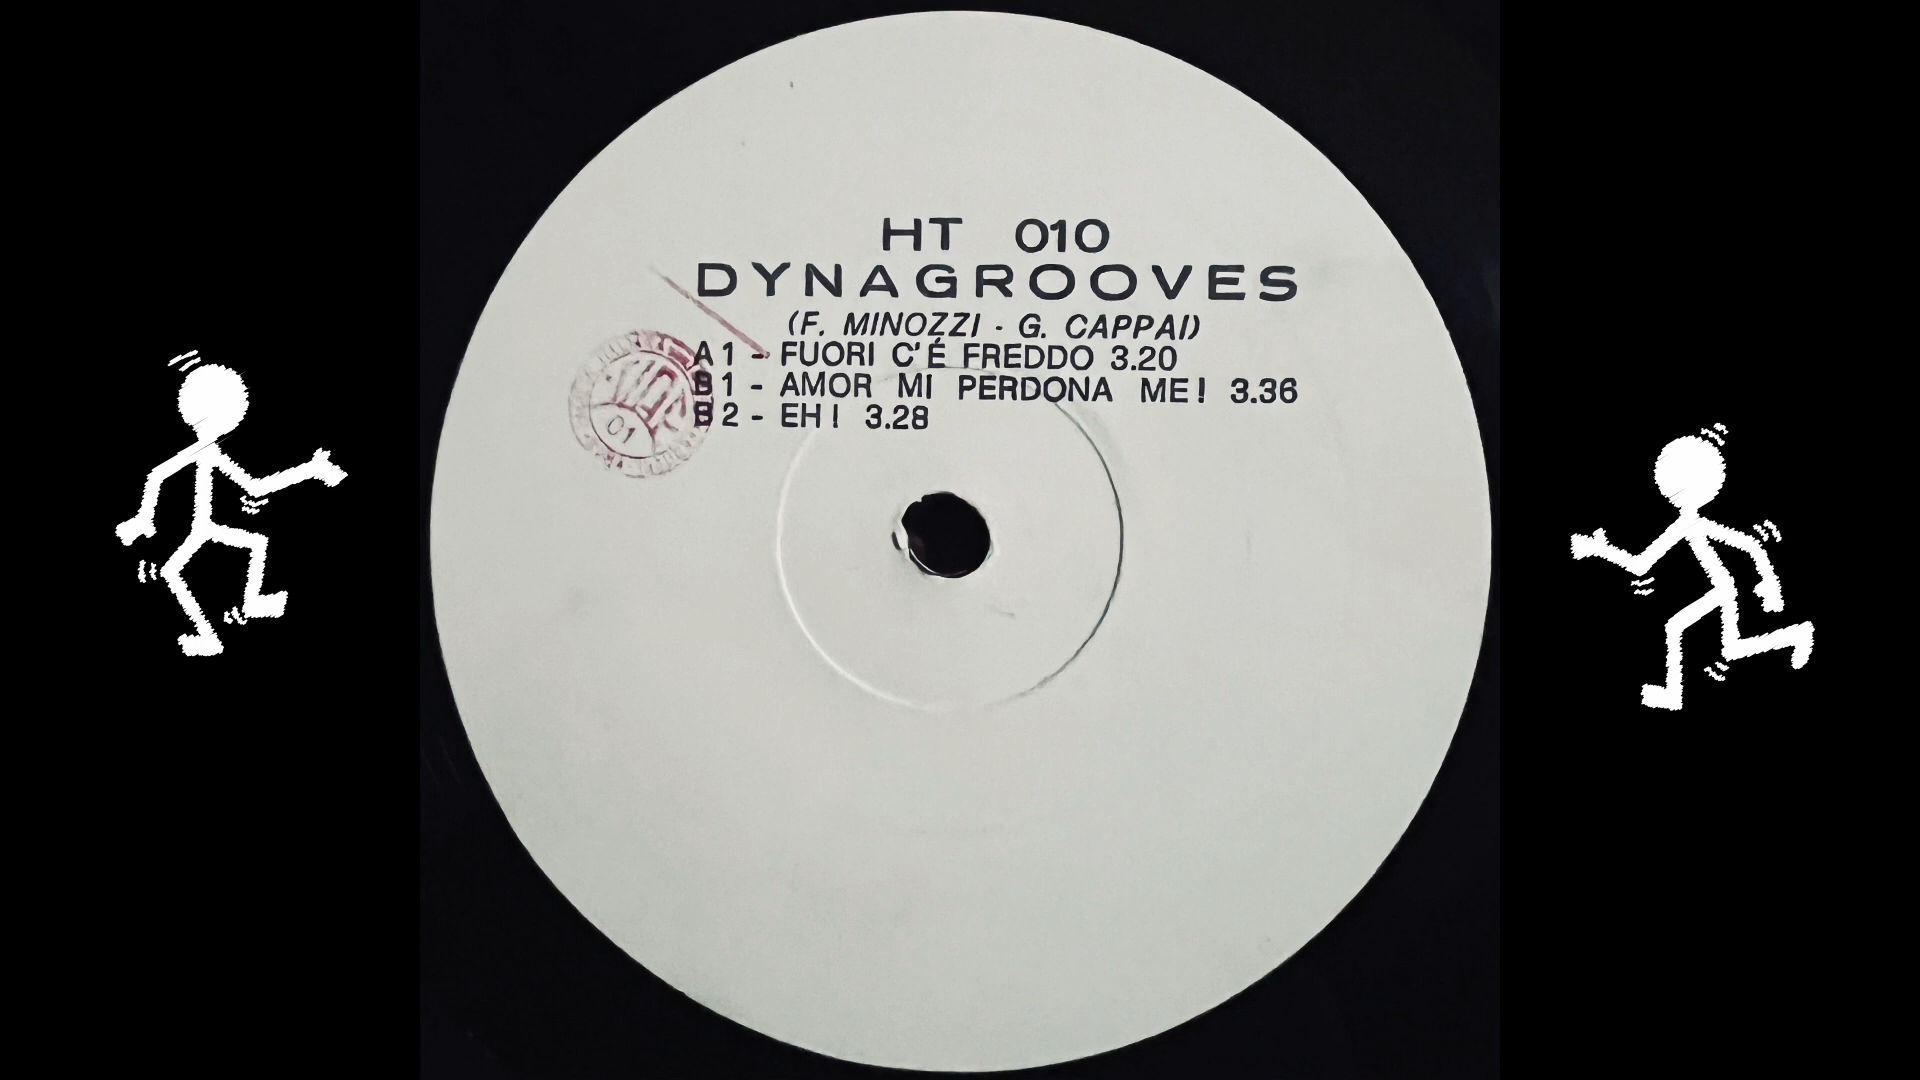 HT 010
DYNAGROOVES
(F. MINOZZI - G. CAPPAI)
A1 - FUORI C'É FREDDO 3.20
B1 - AMOR MI PERDONA ME! 3.36
B2 - EH! 3.28
01